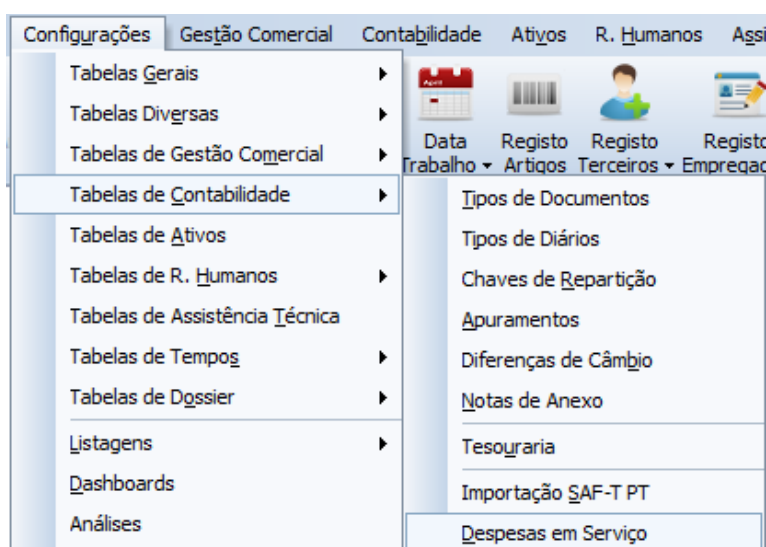 Configurações Gestão Comercial Contabilidade Ativos R. Humanos Assi
Tabelas Gerais
Tabelas Diversas
Tabelas de Gestão Comercial
Tabelas de Contabilidade
Tabelas de Ativos
Tabelas de R. Humanos
Tabelas de Assistência Técnica
Tabelas de Tempos
Tabelas de Dossier
Listagens
Dashboards
Análises
Data Registo Registo Registo
Trabalho Artigos Terceiros Empregad
Tipos de Documentos
Tipos de Diários
Chaves de Repartição
Apuramentos
Diferenças de Câmbio
Notas de Anexo
Tesouraria
Importação SAF-T PT
Despesas em Serviço